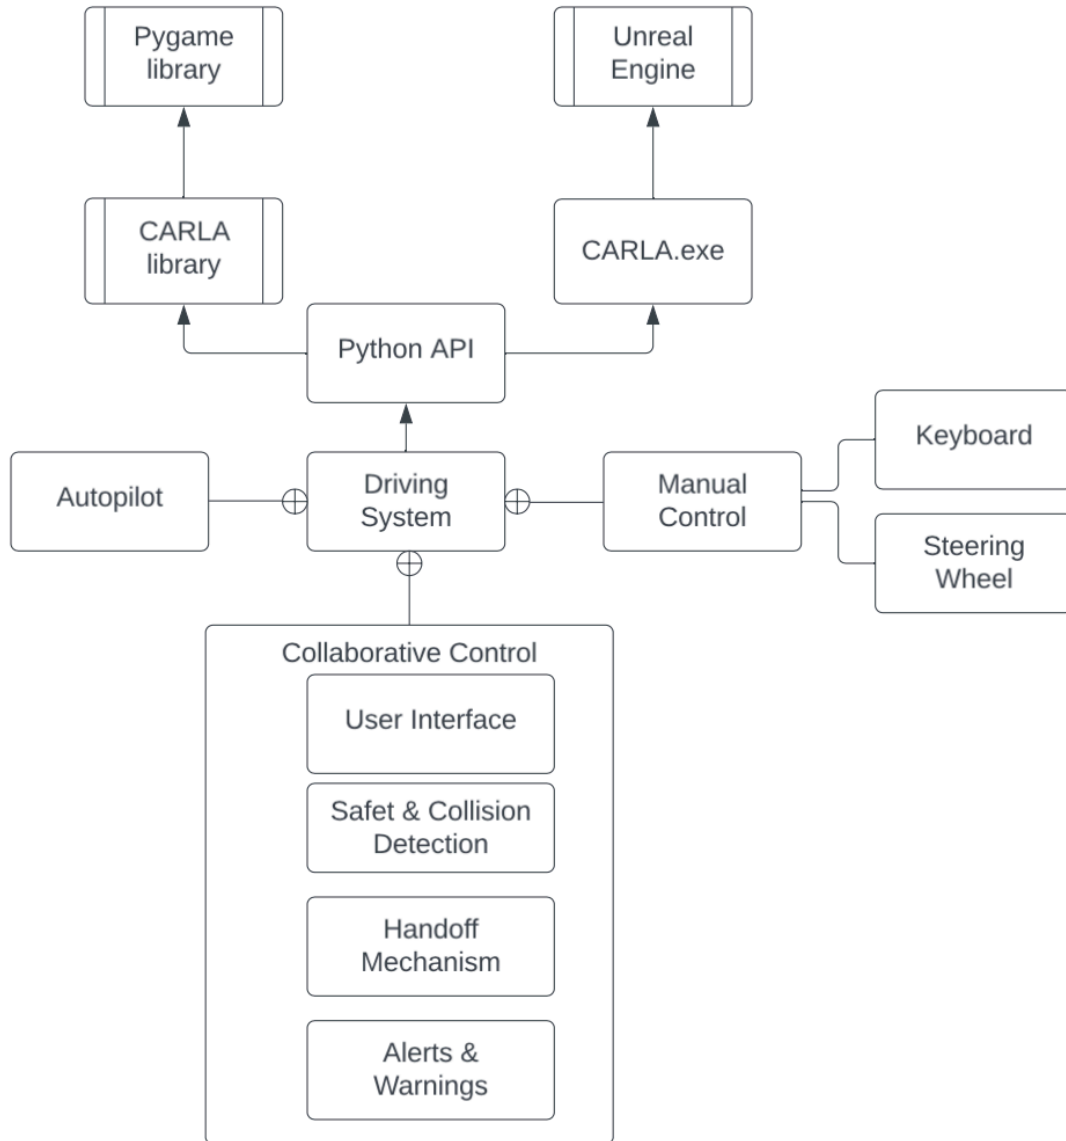 Pygame
library
Unreal
Engine
CARLA
library
CARLA.exe
Python API
Keyboard
Autopilot
Driving
System
Manual
Control
Steering
Wheel
Collaborative Control
User Interface
Safet & Collision
Detection
Handoff
Mechanism
Alerts &
Warnings